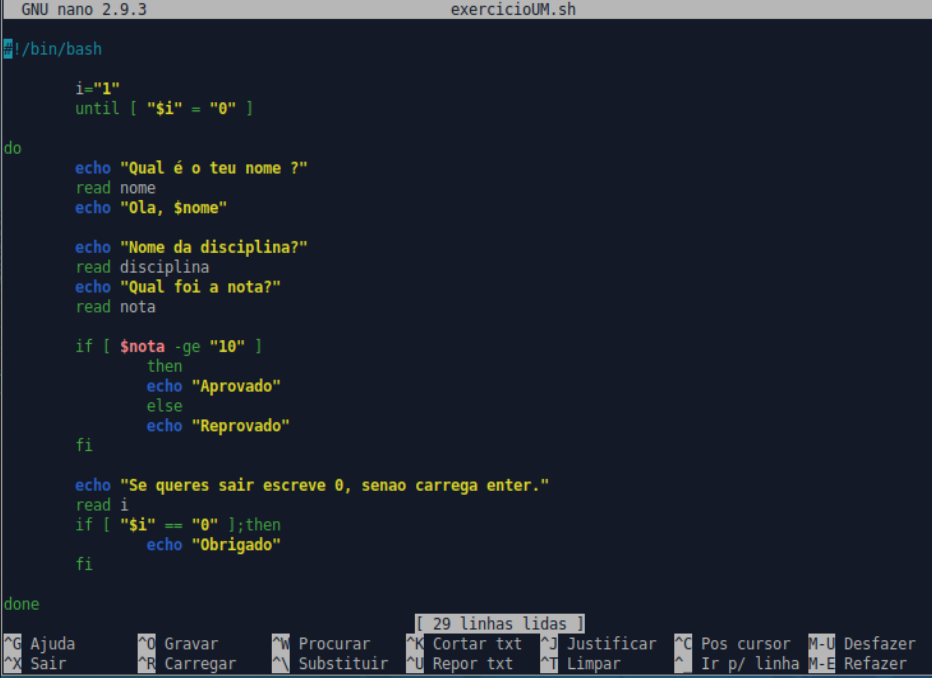 GNU nano 2.9.3 exercicioUM.sh
#!/bin/bash
i="1"
until [ "$i" = "0" ]
do
echo "Qual é o teu nome ?"
read nome
echo "Ola, $nome"
echo "Nome da disciplina?"
read disciplina
echo "Qual foi a nota?"
read nota
if [ $nota -ge "10" ]
then
echo "Aprovado"
else
echo "Reprovado"
fi
echo "Se queres sair escreve 0, senao carrega enter."
read i
if [ "$i" == "0" ];then
echo "Obrigado"
fi
done
[ 29 linhas lidas ]
^G Ajuda ^O Gravar ^W Procurar ^K Cortar txt ^J Justificar ^C Pos cursor M-U Desfazer
^X Sair ^R Carregar ^\ Substituir ^U Repor txt ^T Limpar ^_ Ir p/ linha M-E Refazer